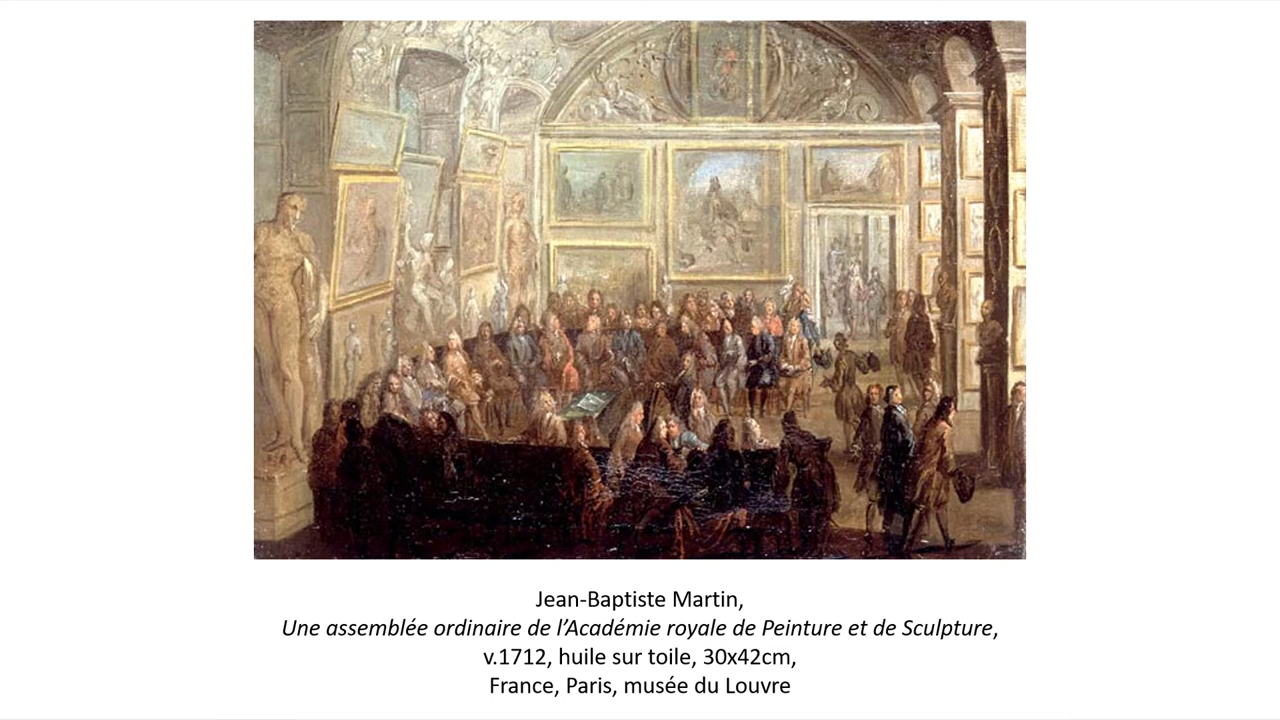 Jean-Baptiste Martin,
Une assemblée ordinaire de l’Académie royale de Peinture et de Sculpture,
v.1712, huile sur toile, 30x42cm,
France, Paris, musée du Louvre